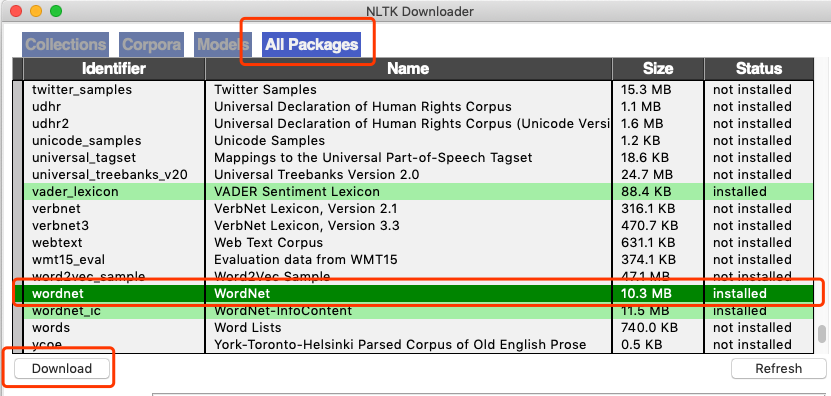 NLTK Downloader
Collections Corpora Models All Packages
Identifier Name Size Status
twitter_samples Twitter Samples 15.3 MB not installed
udhr Universal Declaration of Human Rights Corpus 1.1 MB not installed
udhr2 Universal Declaration of Human Rights Corpus (Unicode Versi 1.6 MB not installed
unicode_samples Unicode Samples 1.2 KB not installed
universal_tagset Mappings to the Universal Part-of-Speech Tagset 18.6 KB not installed
universal_treebanks_v20 Universal Treebanks Version 2.0 24.7 MB not installed
vader_lexicon VADER Sentiment Lexicon 88.4 KB installed
verbnet VerbNet Lexicon, Version 2.1 316.1 KB not installed
verbnet3 VerbNet Lexicon, Version 3.3 470.7 KB not installed
webtext Web Text Corpus 631.1 KB not installed
wmt15_eval Evaluation data from WMT15 374.1 KB not installed
word2vec_sample Word2Vec Sample 47.1 MB not installed
wordnet WordNet 10.3 MB installed
wordnet_ic WordNet-InfoContent 11.5 MB installed
words Word Lists 740.0 KB not installed
ycoe York-Toronto-Helsinki Parsed Corpus of Old English Prose 0.5 KB not installed
Download Refresh